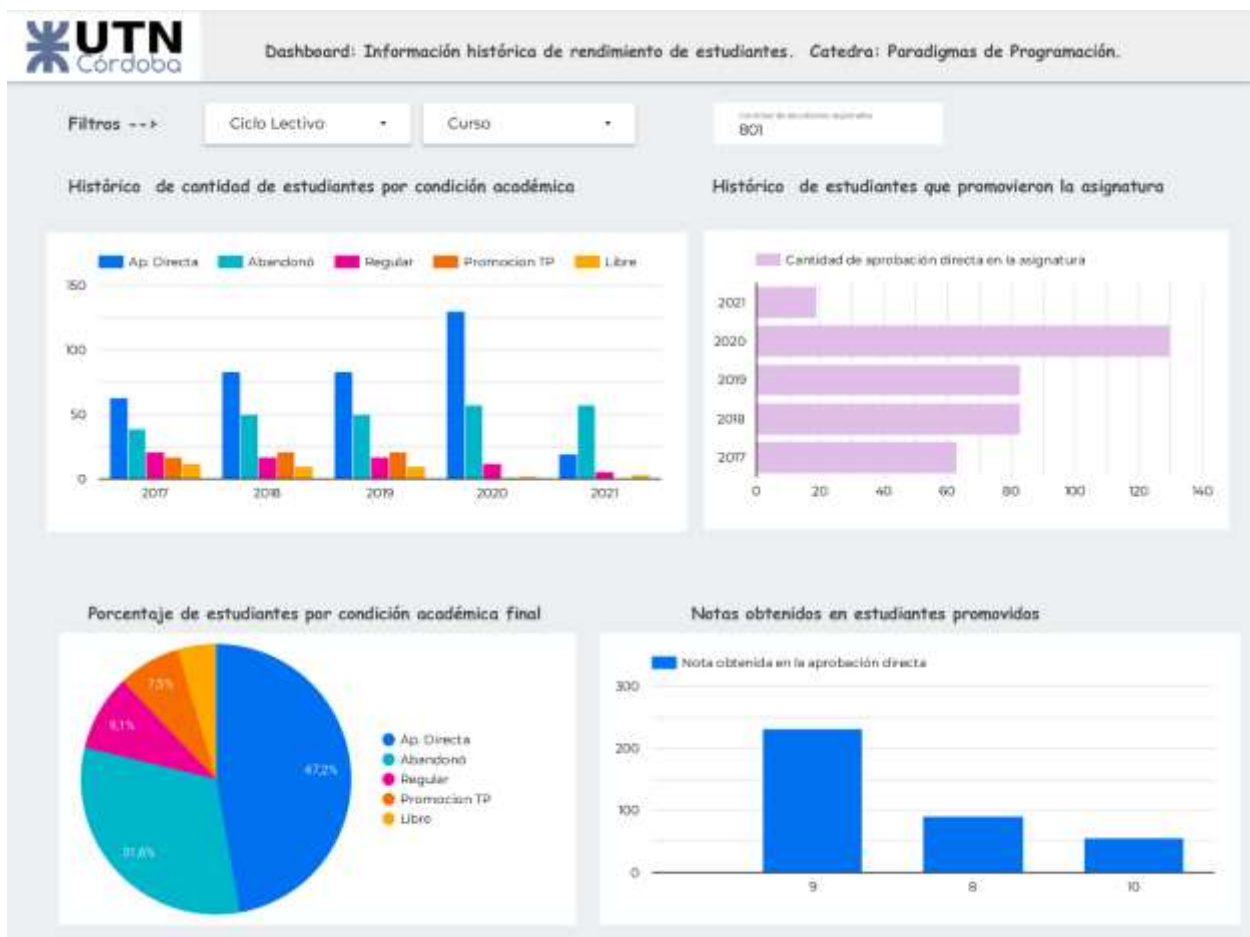 UTN
Córdoba
Dashboard: Información histórica de rendimiento de estudiantes. Catedra: Paradigmas de Programación.
Filtros -->
Ciclo Lectivo
Curso
801
Histórico de cantidad de estudiantes por condición académica
Histórico de estudiantes que promovieron la asignatura
Ap. Directa Abandonó Regular Promocion TP Libre
150
100
50
0
2017 2018 2019 2020 2021
Cantidad de aprobación directa en la asignatura
2021
2020
2019
2018
2017
0 20 40 60 80 100 120 140
Porcentaje de estudiantes por condición académica final
7,5%
9,1%
47,2%
31,6%
Ap. Directa
Abandonó
Regular
Promocion TP
Libre
Notas obtenidos en estudiantes promovidos
Nota obtenida en la aprobación directa
300
200
100
0
9 8 10